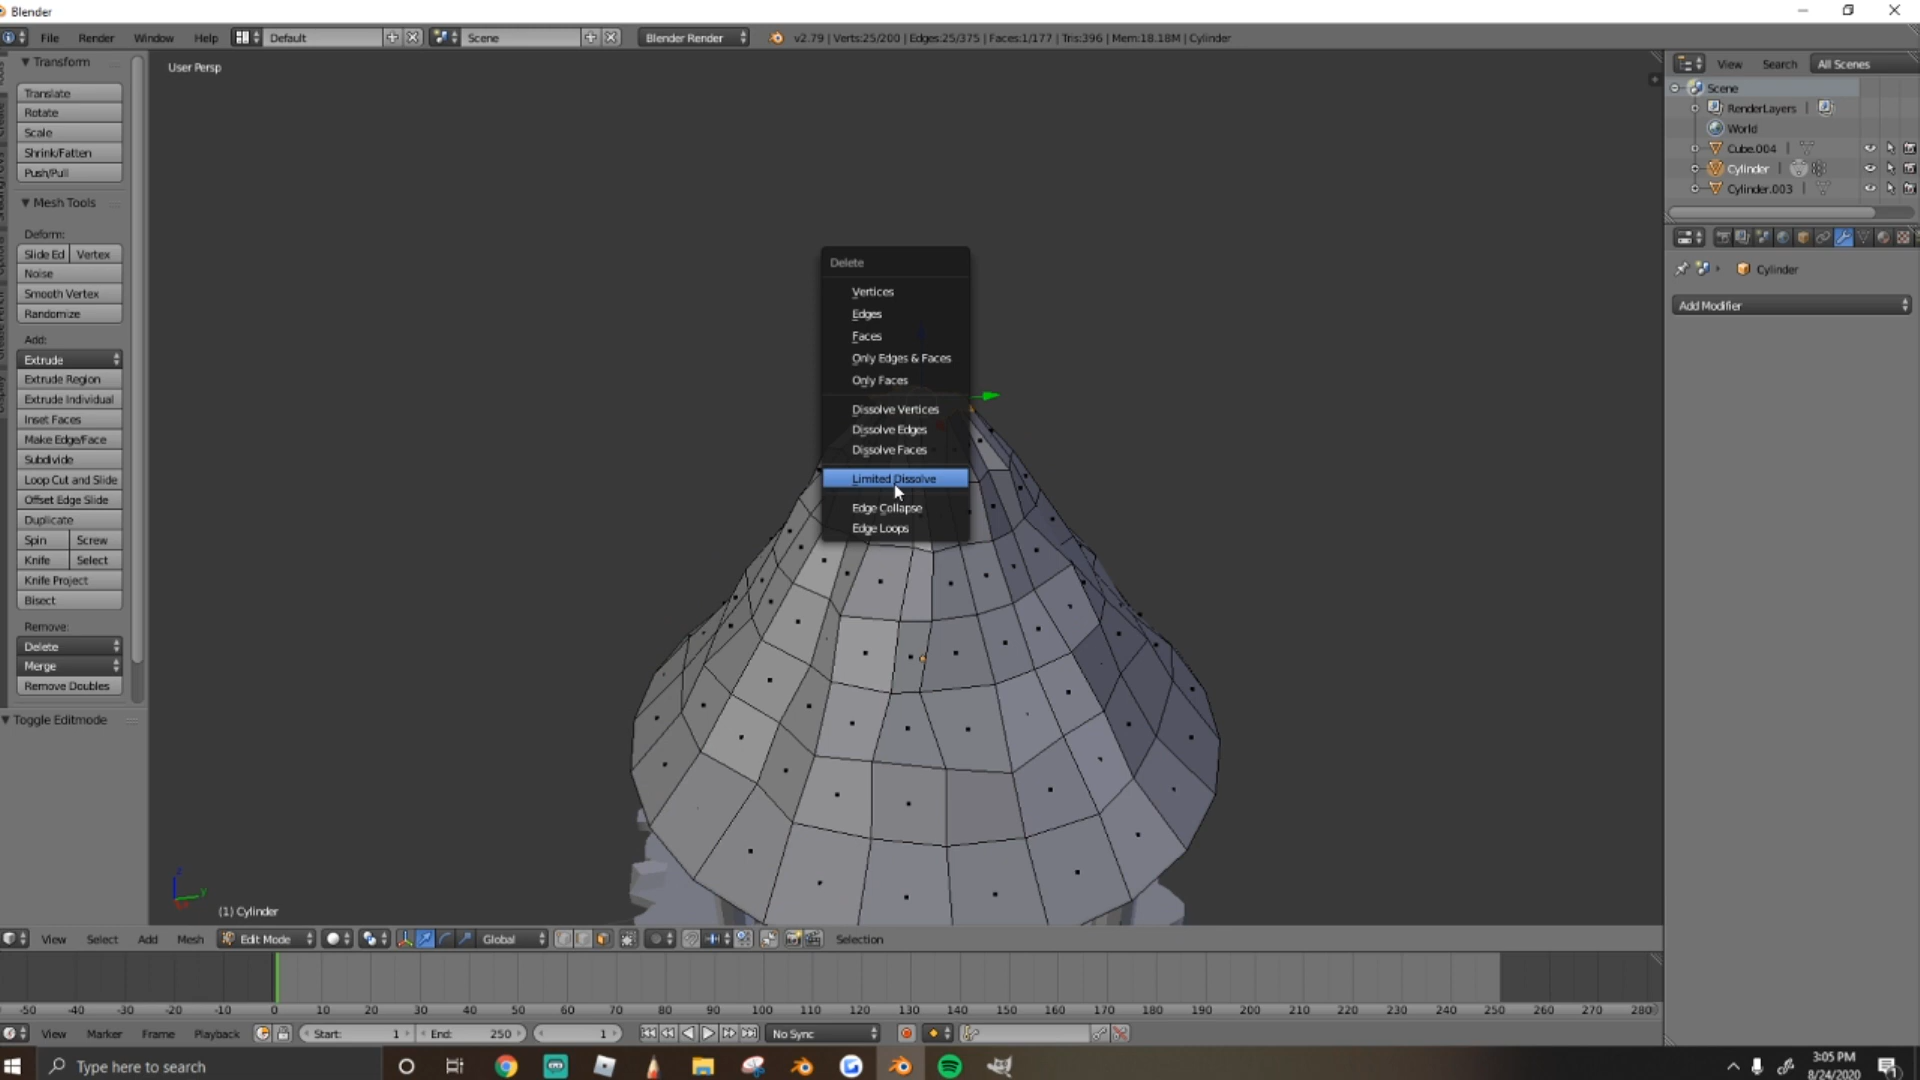 Blender
File Render Window Help Default Scene Blender Render v2.79 | Verts:25/200 | Edges:25/375 | Faces:1/177 | Tris:396 | Mem:18.18M | Cylinder
Transform
Translate
Rotate
Scale
Shrink/Fatten
Push/Pull
Mesh Tools
Deform:
Slide Ed Vertex
Noise
Smooth Vertex
Randomize
Add:
Extrude
Extrude Region
Extrude Individual
Inset Faces
Make Edge/Face
Subdivide
Loop Cut and Slide
Offset Edge Slide
Duplicate
Spin Screw
Knife Select
Knife Project
Bisect
Remove:
Delete
Merge
Remove Doubles
Toggle Editmode
User Persp
Delete
Vertices
Edges
Faces
Only Edges & Faces
Only Faces
Dissolve Vertices
Dissolve Edges
Dissolve Faces
Limited Dissolve
Edge Collapse
Edge Loops
z
y
(1) Cylinder
View Search All Scenes
Scene
RenderLayers |
World
Cube.004 |
Cylinder |
Cylinder.003 |
Cylinder
Add Modifier
View Select Add Mesh Edit Mode Global Selection
-50 -40 -30 -20 -10 0 10 20 30 40 50 60 70 80 90 100 110 120 130 140 150 160 170 180 190 200 210 220 230 240 250 260 270 280
View Marker Frame Playback Start: 1 End: 250 1 No Sync
Type here to search
3:05 PM
8/24/2020